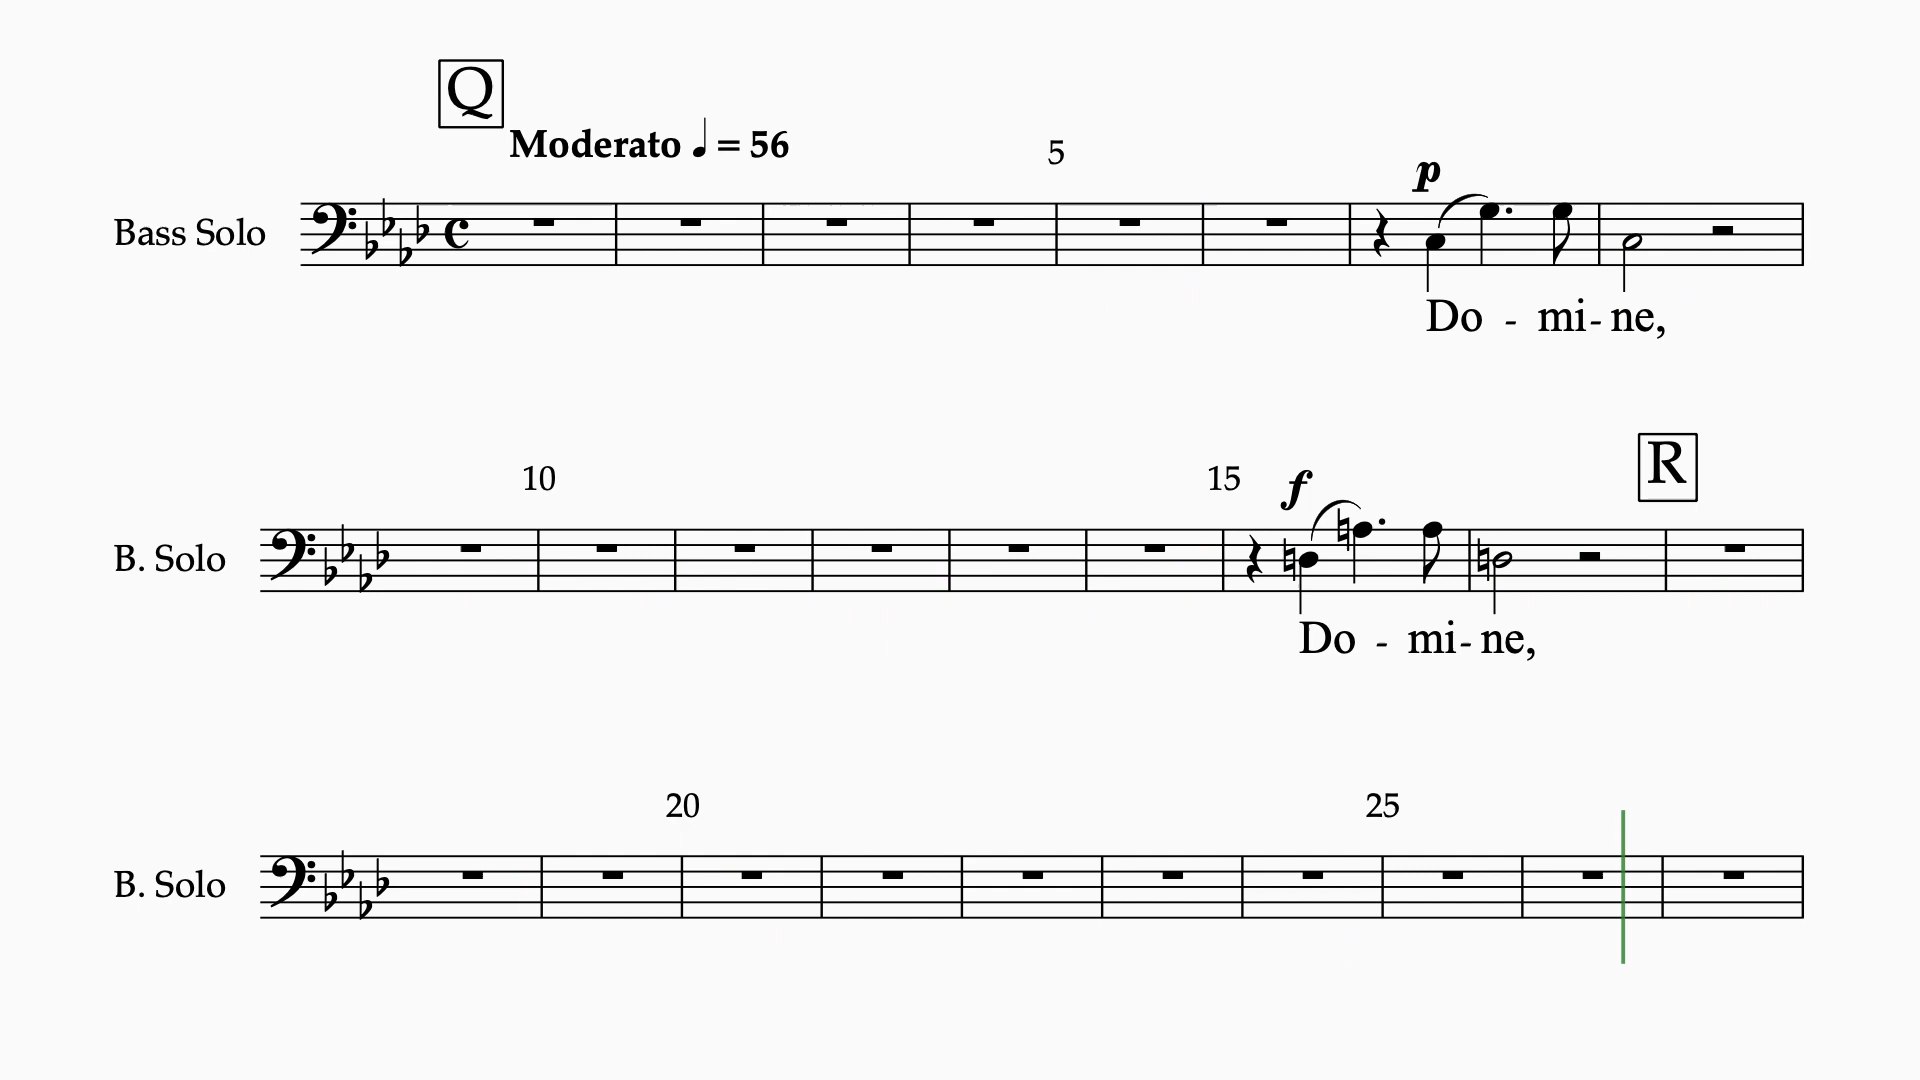 Q
Moderato ♩ = 56
5
p
Bass Solo
Do - mi - ne,
R
10
15
f
B. Solo
Do - mi - ne,
20
25
B. Solo